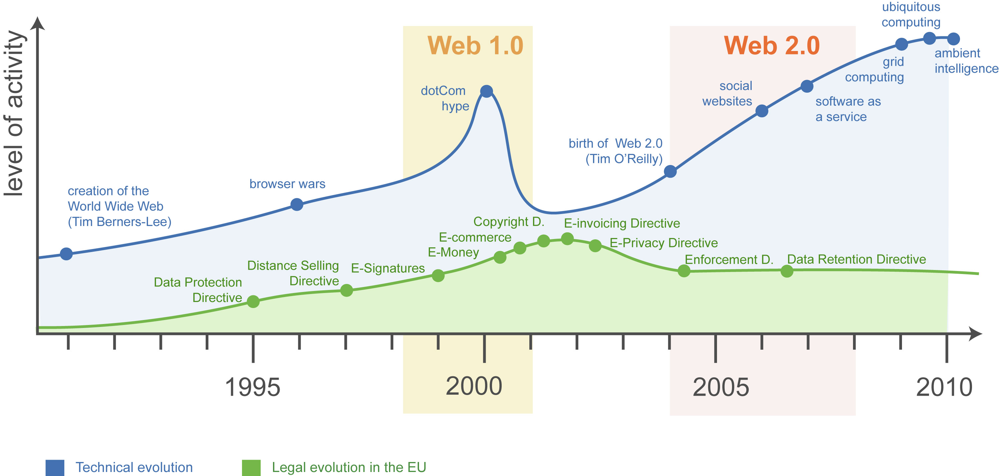 ubiquitous
computing
Web 1.0
Web 2.0
level of activity
ambient
intelligence
grid
computing
social
websites
dotCom
hype
software as
a service
birth of  Web 2.0
(Tim O’Reilly)
browser wars
creation of the
World Wide Web
(Tim Berners-Lee)
Copyright D.
E-invoicing Directive
E-commerce
E-Privacy Directive
E-Money
Enforcement D.
Data Retention Directive
Distance Selling
Directive
E-Signatures
Data Protection
Directive
1995
2000
2005
2010
Technical evolution
Legal evolution in the EU